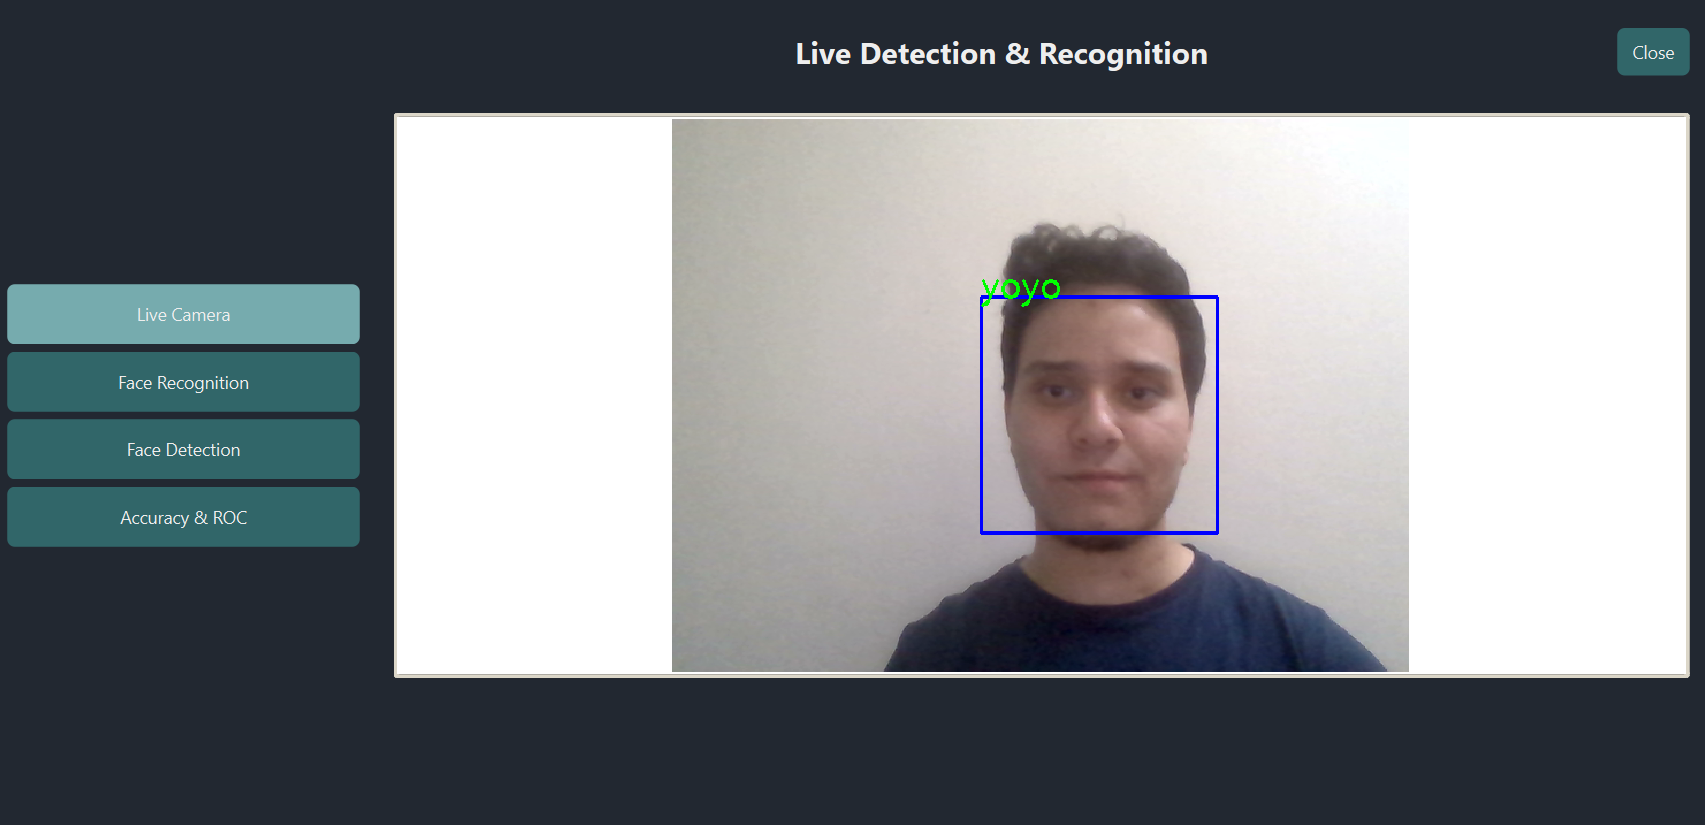 Live Detection & Recognition
Close
yoyo
Live Camera
Face Recognition
Face Detection
Accuracy & ROC